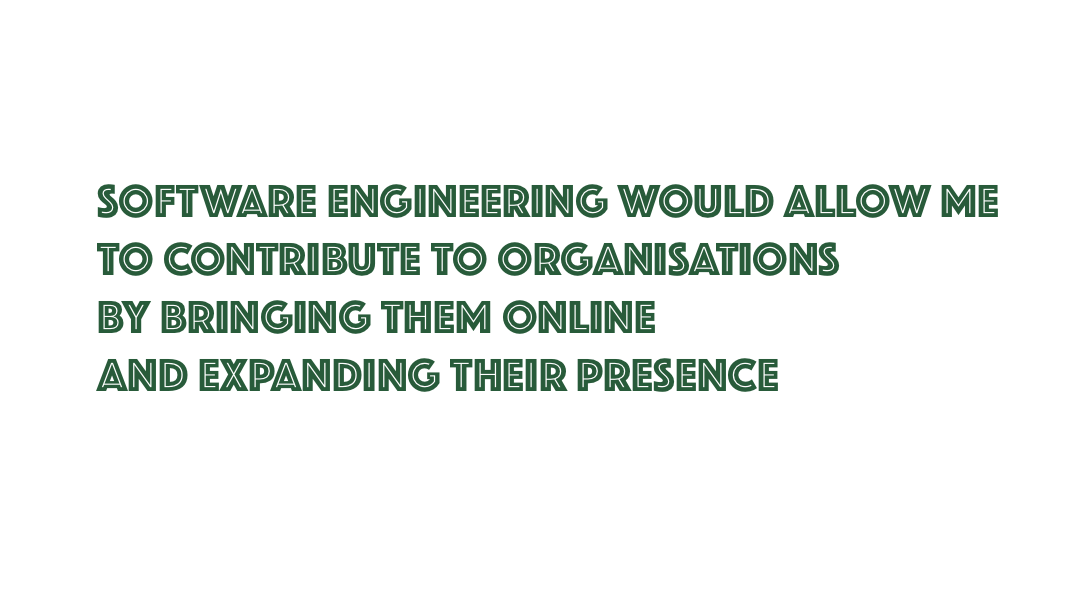 SOFTWARE ENGINEERING WOULD ALLOW ME
TO CONTRIBUTE TO ORGANISATIONS
BY BRINGING THEM ONLINE
AND EXPANDING THEIR PRESENCE